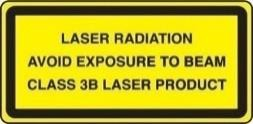 LASER RADIATION
AVOID EXPOSURE TO BEAM
CLASS 3B LASER PRODUCT